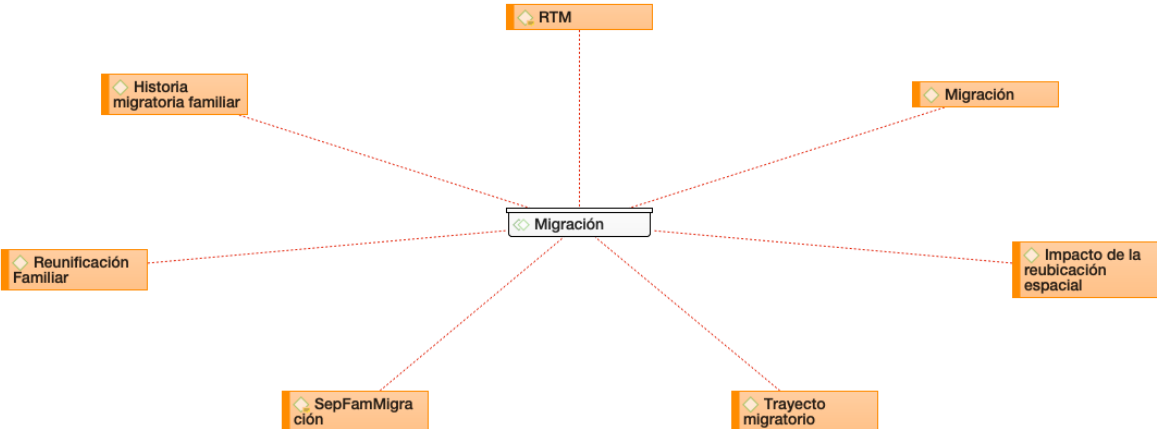 RTM
Historia
migratoria familiar
Migración
Migración
Reunificación
Familiar
Impacto de la
reubicación
espacial
SepFamMigra
ción
Trayecto
migratorio